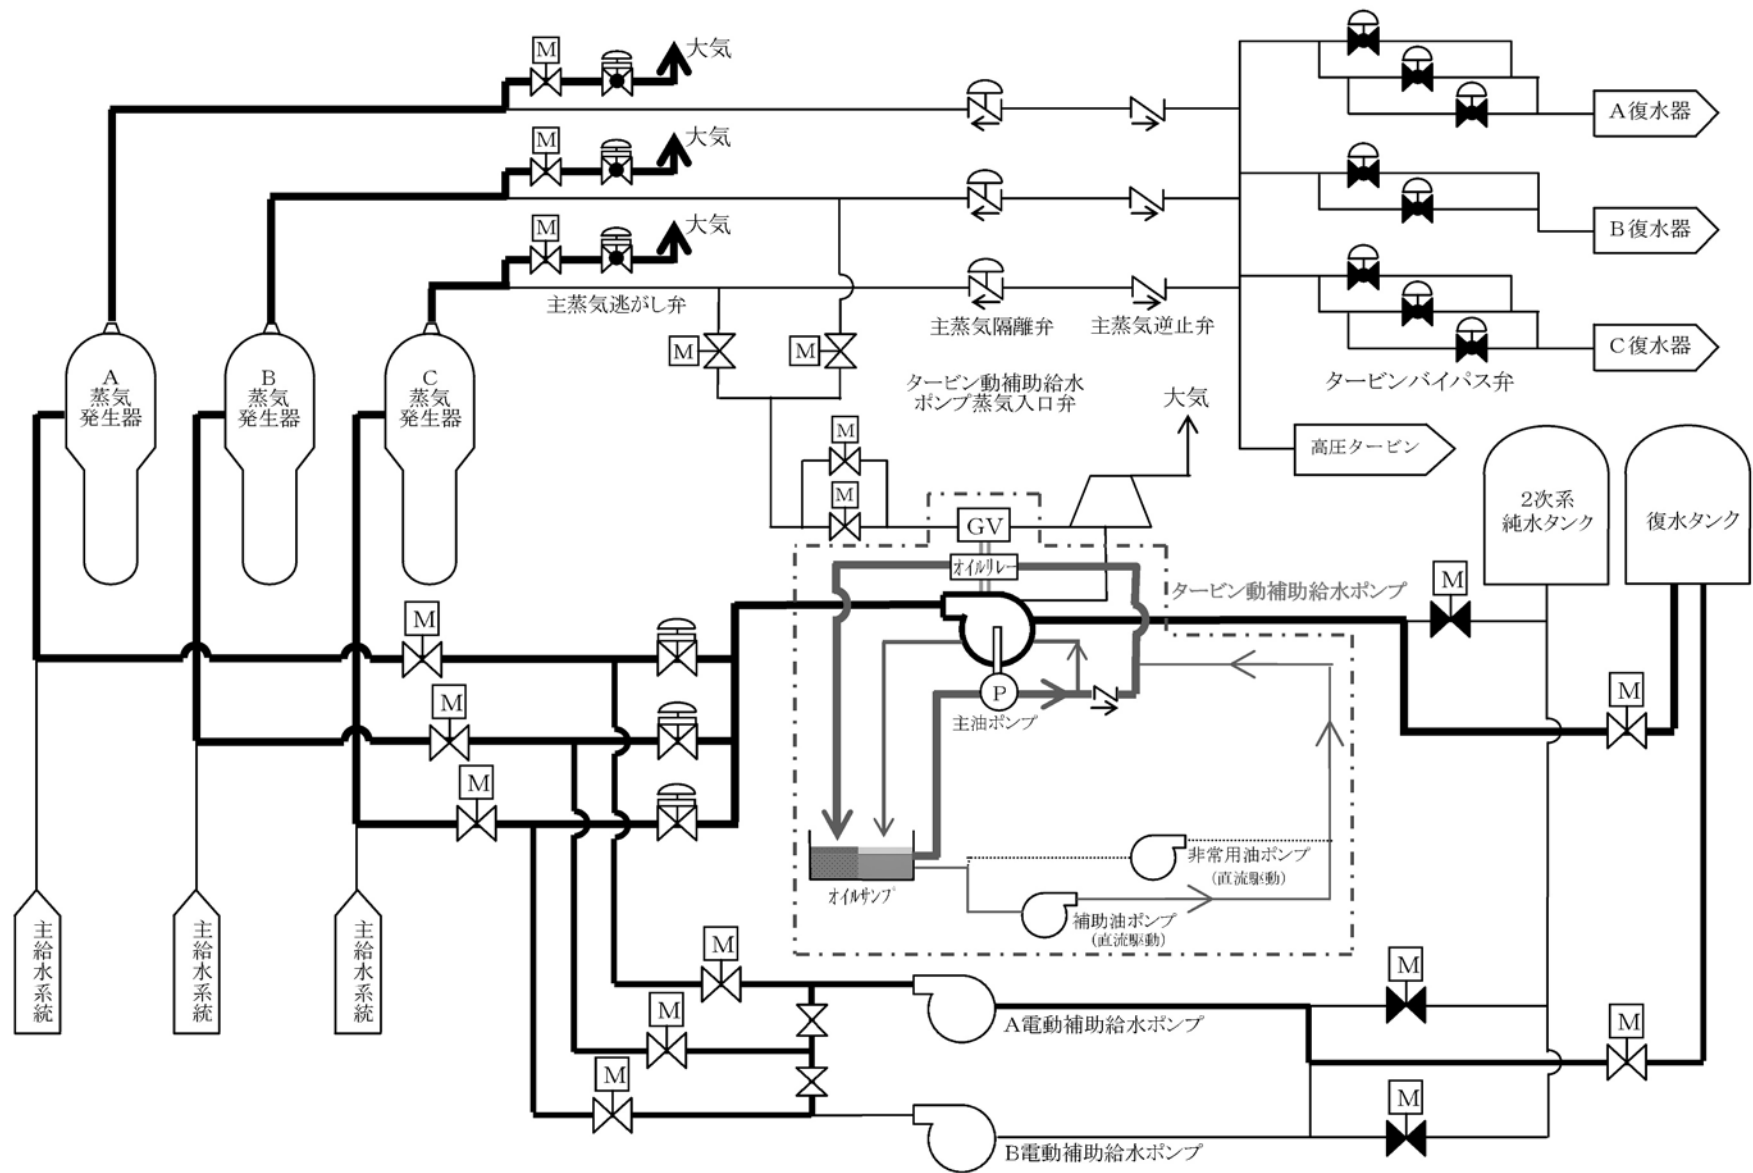 M
大気
M
大気
M
大気
主蒸気逃がし弁
主蒸気隔離弁
主蒸気逆止弁
A復水器
B復水器
C復水器
タービンバイパス弁
高圧タービン
A
蒸気
発生器
B
蒸気
発生器
C
蒸気
発生器
M
M
タービン動補助給水
ポンプ蒸気入口弁
大気
M
M
GV
オイルリレー
タービン動補助給水ポンプ
2次系
純水タンク
復水タンク
M
M
M
M
M
P
主油ポンプ
オイルサンプ
非常用油ポンプ
(直流駆動)
補助油ポンプ
(直流駆動)
主給水系統
主給水系統
主給水系統
M
M
M
A電動補助給水ポンプ
B電動補助給水ポンプ
M
M
M